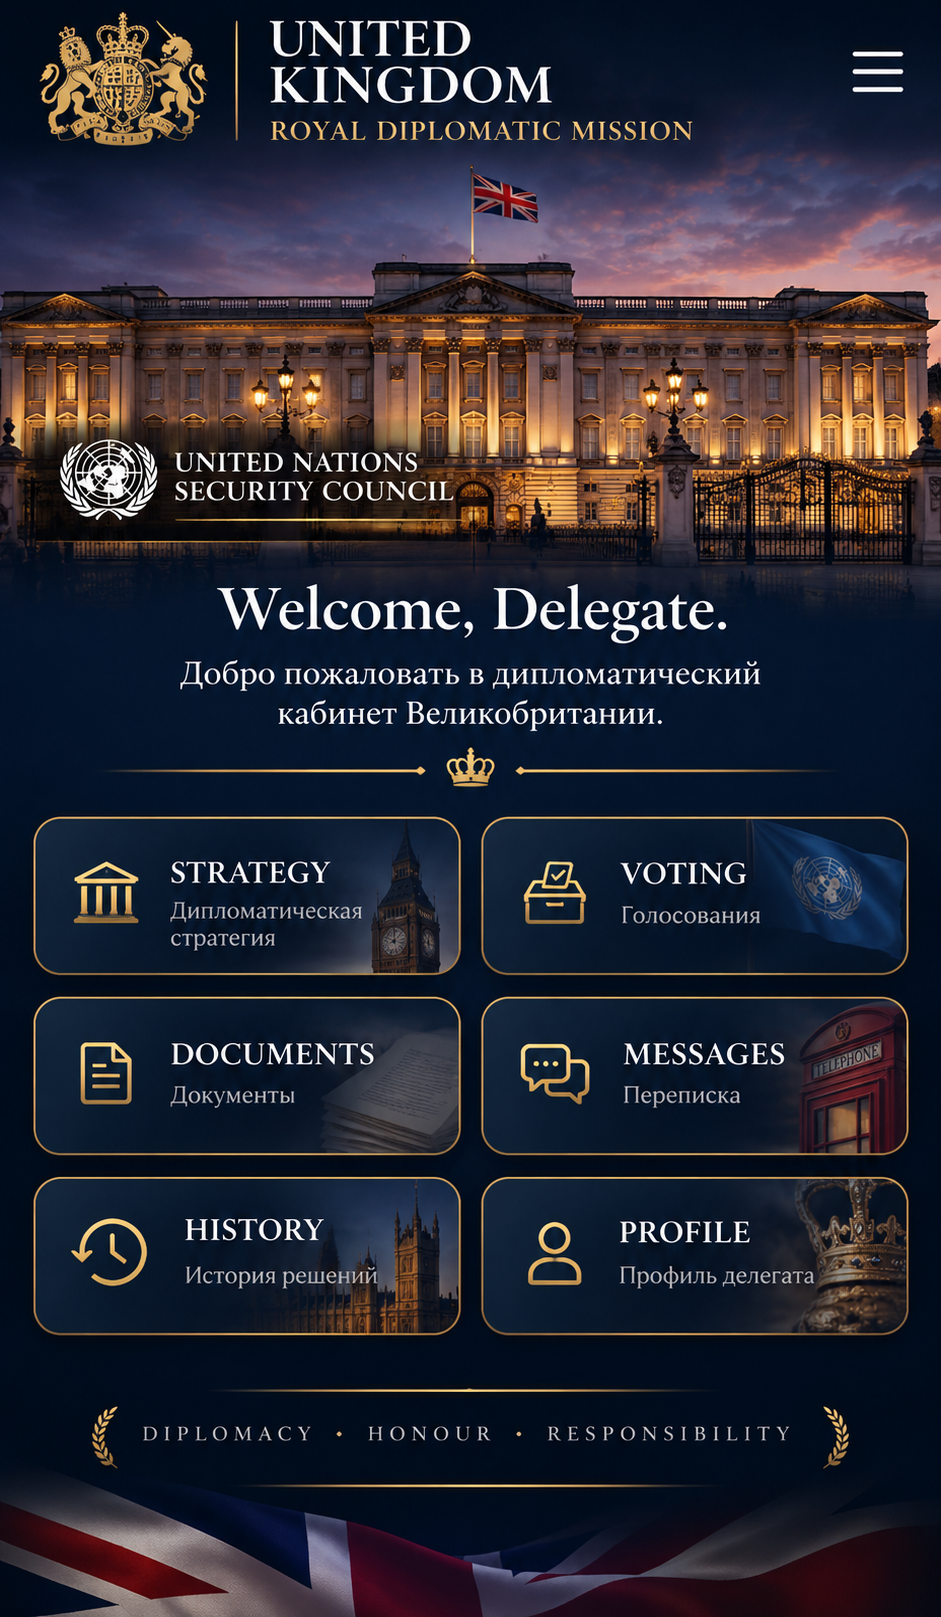 UNITED
KINGDOM
ROYAL DIPLOMATIC MISSION
UNITED NATIONS
SECURITY COUNCIL
Welcome, Delegate.
Добро пожаловать в дипломатический
кабинет Великобритании.
STRATEGY
Дипломатическая
стратегия
VOTING
Голосования
DOCUMENTS
Документы
MESSAGES
Переписка
TELEPHONE
HISTORY
История решений
PROFILE
Профиль делегата
DIPLOMACY • HONOUR • RESPONSIBILITY